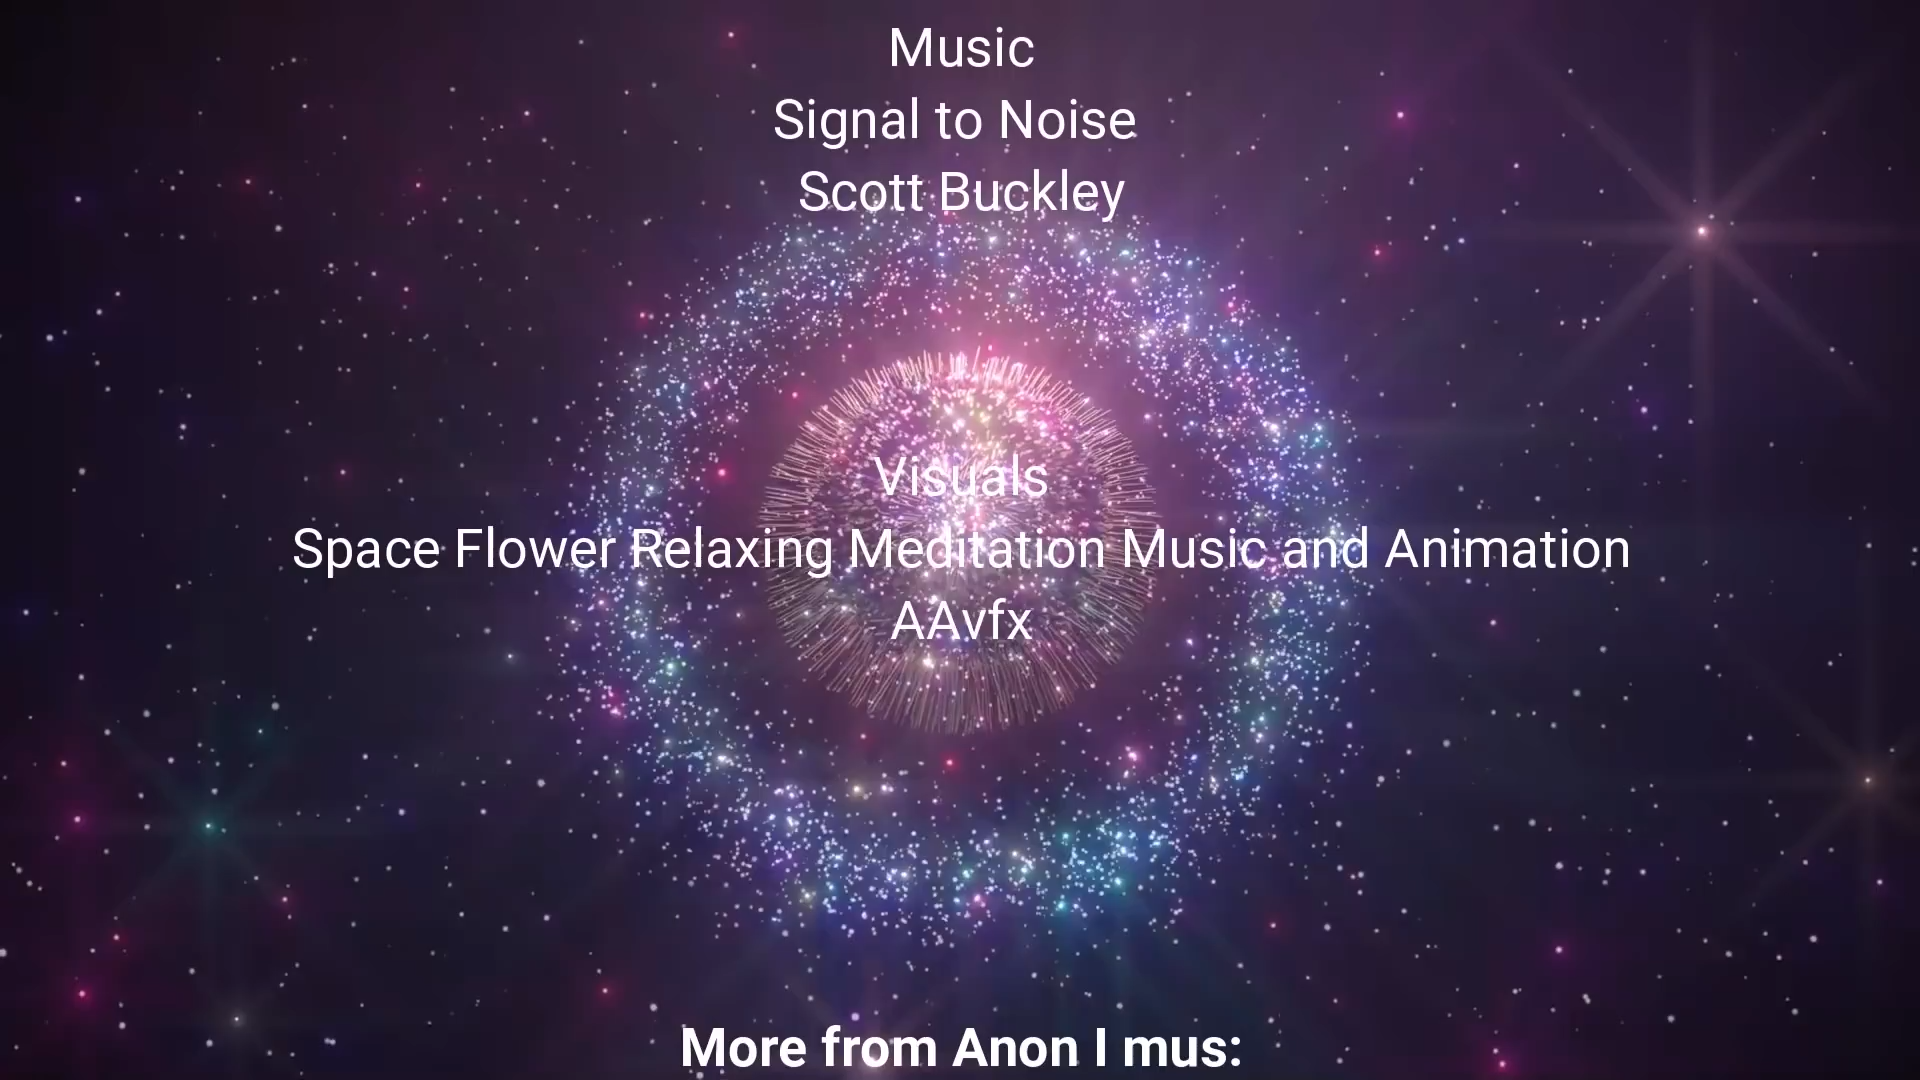 Music
Signal to Noise
Scott Buckley
Visuals
Space Flower Relaxing Meditation Music and Animation
AAvfx
More from Anon I mus: